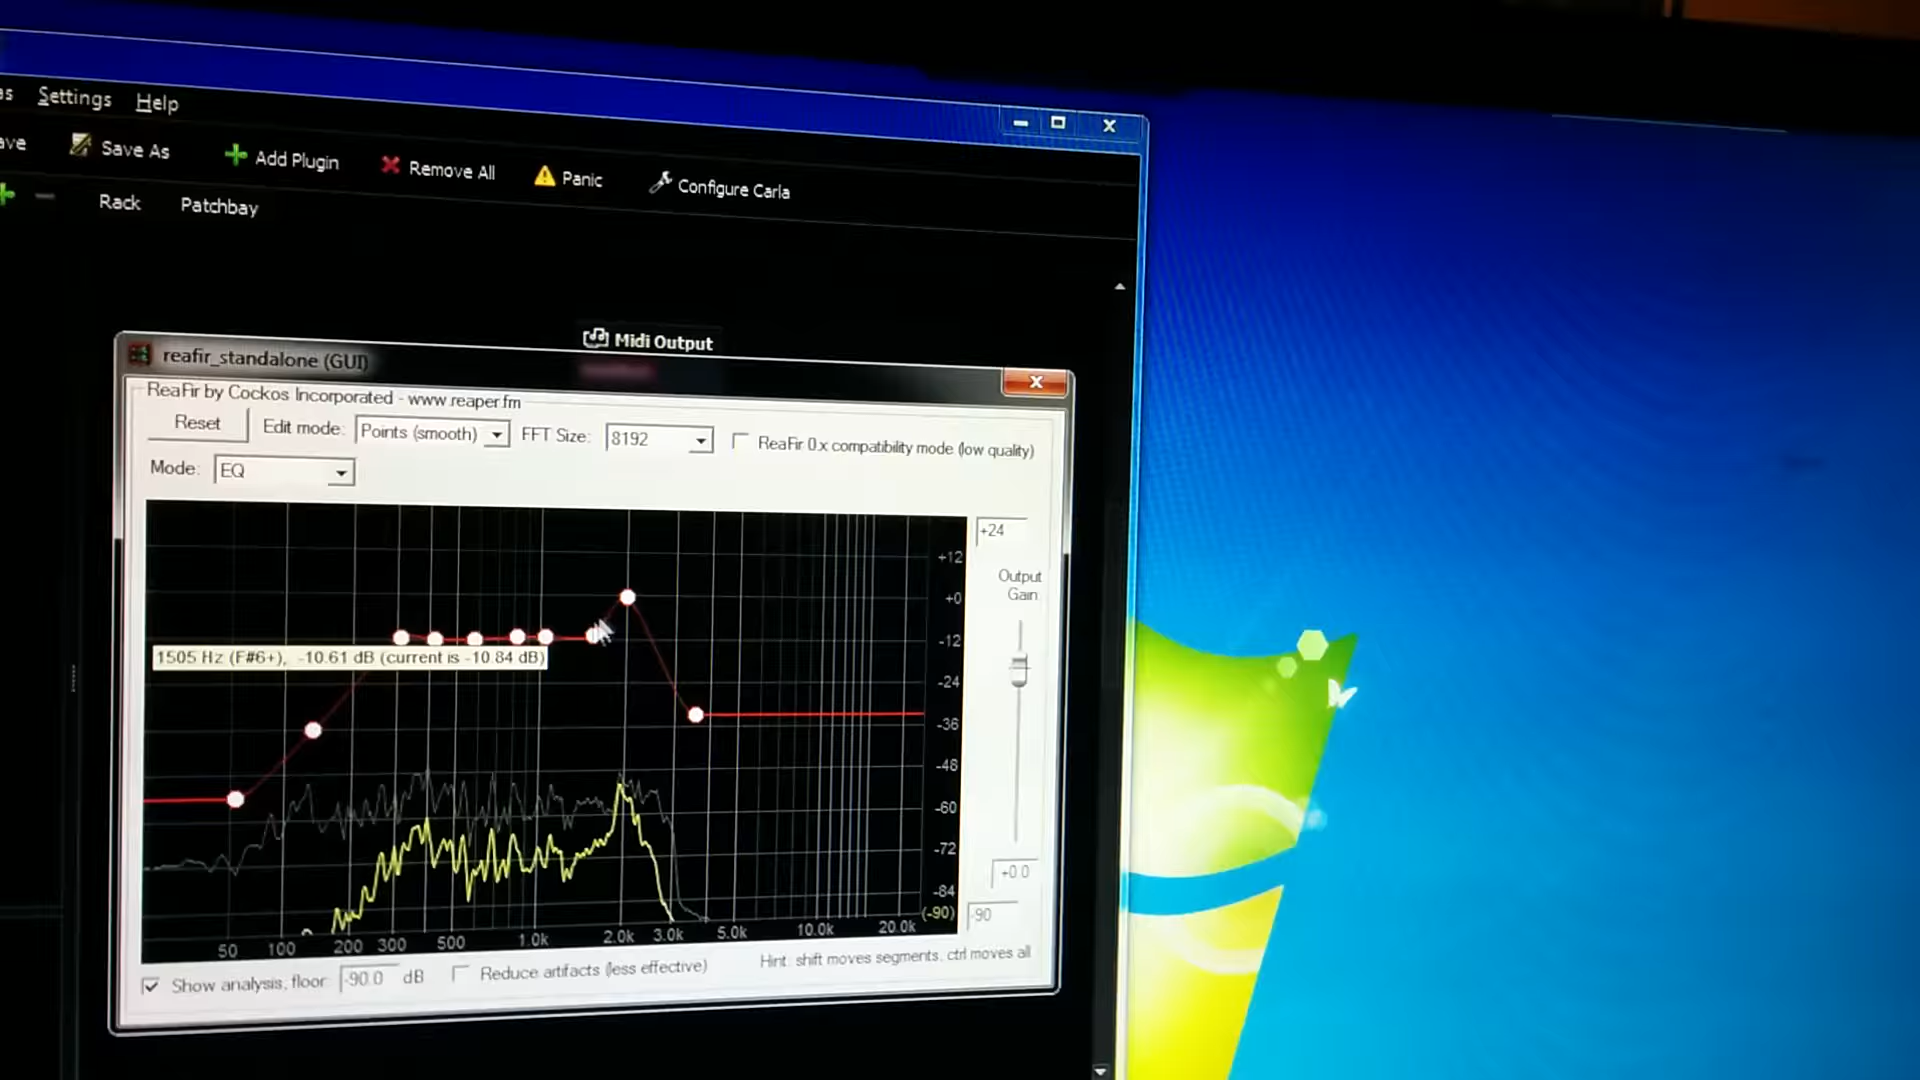 as Settings Help
ave Save As Add Plugin Remove All Panic Configure Carla
Rack Patchbay
Midi Output
reafir_standalone (GUI)
ReaFir by Cockos Incorporated - www.reaper.fm
Reset Edit mode: Points (smooth) FFT Size: 8192 ReaFir 0.x compatibility mode (low quality)
Mode: EQ
+24
Output
Gain
+12
+0
-12
1505 Hz (F#6+), -10.61 dB (current is -10.84 dB)
-24
-36
-48
-60
-72
-84
(-90)
+0.0
-90
50 100 200 300 500 1.0k 2.0k 3.0k 5.0k 10.0k 20.0k
Show analysis, floor: -90.0 dB Reduce artifacts (less effective) Hint: shift moves segments, ctrl moves all